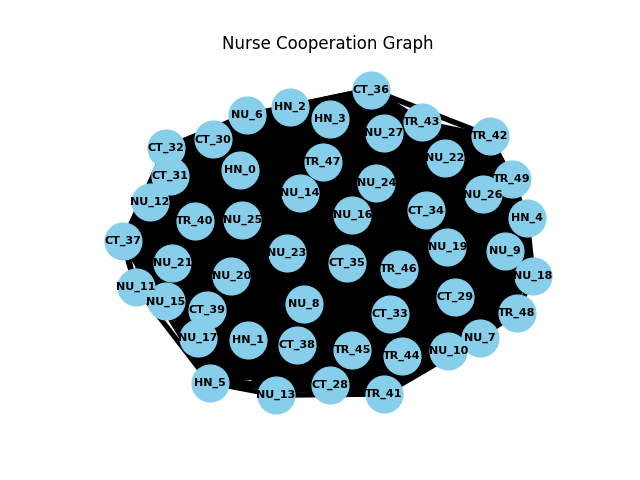 Nurse Cooperation Graph
CT_36
HN_2
NU_6
HN_3
TR_43
NU_27
TR_42
CT_30
CT_32
NU_22
TR_47
HN_0
CT_31
TR_49
NU_24
NU_14
NU_26
NU_12
CT_34
NU_16
HN_4
TR_40
NU_25
CT_37
NU_19
NU_9
NU_23
CT_35
NU_21
TR_46
NU_20
NU_18
NU_11
CT_29
NU_15
NU_8
CT_39
TR_48
CT_33
NU_17
NU_7
HN_1
CT_38
TR_45
NU_10
TR_44
HN_5
CT_28
TR_41
NU_13